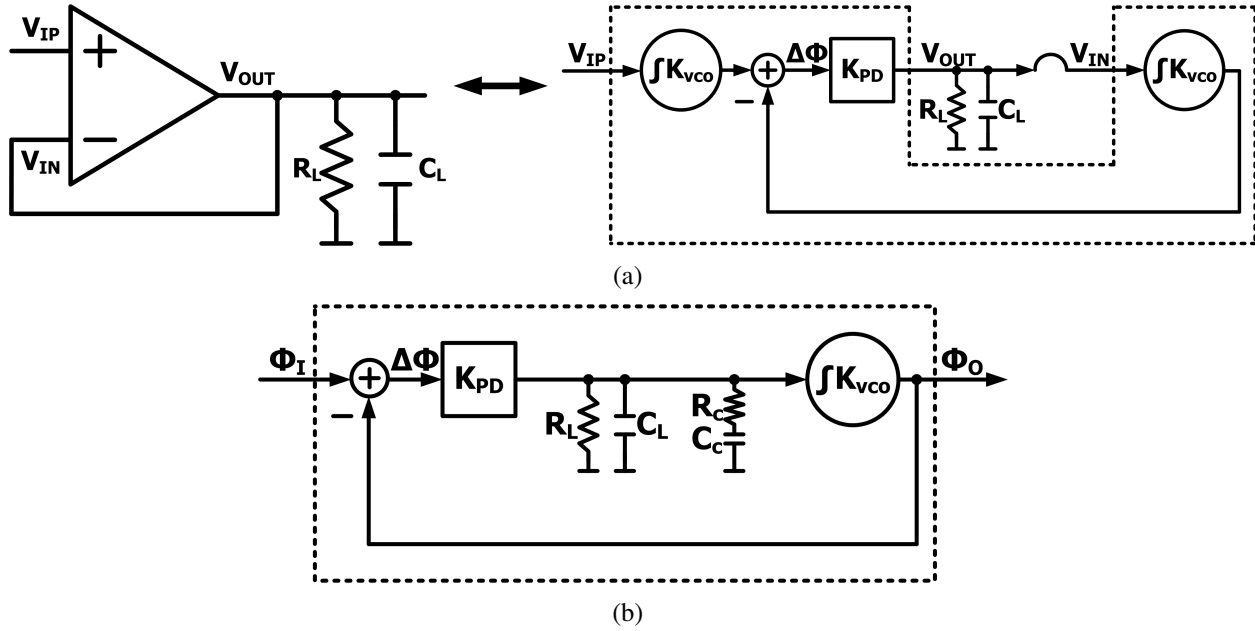 V_IP
+
V_OUT
V_IN
−
R_L
C_L
V_IP
∫K_vco
+
−
ΔΦ
K_PD
V_OUT
R_L
C_L
V_IN
∫K_vco
(a)
Φ_I
+
−
ΔΦ
K_PD
R_L
C_L
R_c
C_c
∫K_vco
Φ_O
(b)